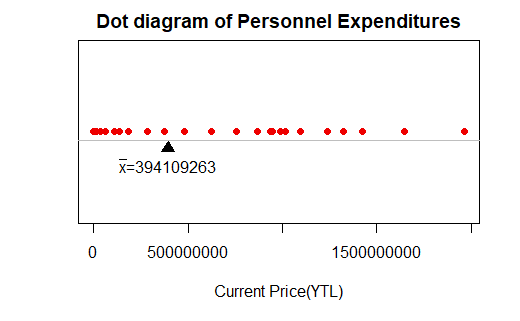 Dot diagram of Personnel Expenditures
x̅=394109263
0 500000000 1500000000
Current Price(YTL)